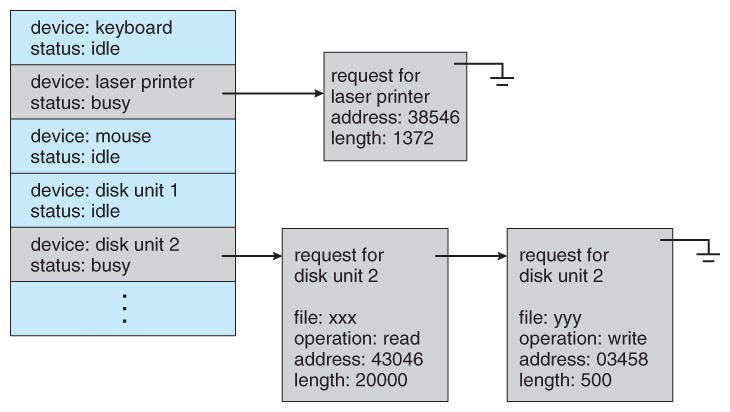 device: keyboard
status: idle
device: laser printer
status: busy
device: mouse
status: idle
device: disk unit 1
status: idle
device: disk unit 2
status: busy
request for
laser printer
address: 38546
length: 1372
request for
disk unit 2
file: xxx
operation: read
address: 43046
length: 20000
request for
disk unit 2
file: yyy
operation: write
address: 03458
length: 500